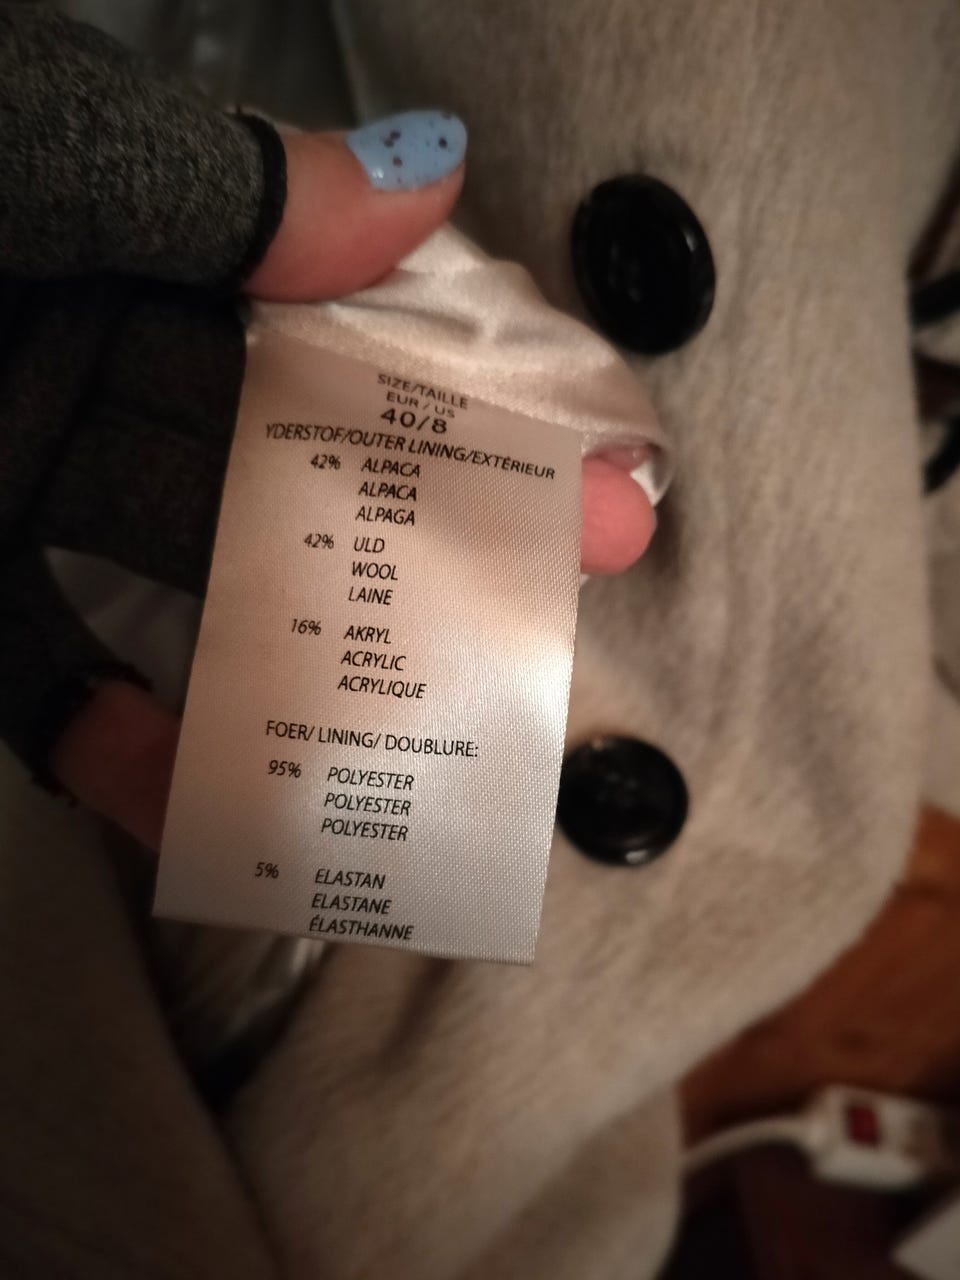 SIZE/TAILLE
EUR / US
40/8
YDERSTOF/OUTER LINING/EXTÉRIEUR
42% ALPACA
ALPACA
ALPAGA
42% ULD
WOOL
LAINE
16% AKRYL
ACRYLIC
ACRYLIQUE
FOER/ LINING/ DOUBLURE:
95% POLYESTER
POLYESTER
POLYESTER
5% ELASTAN
ELASTANE
ÉLASTHANNE